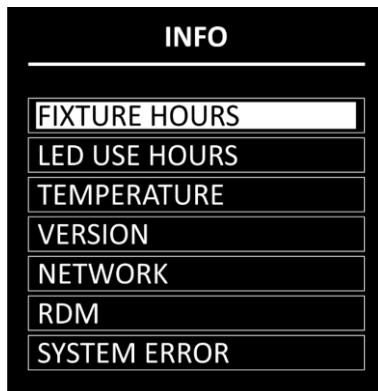 INFO
FIXTURE HOURS
LED USE HOURS
TEMPERATURE
VERSION
NETWORK
RDM
SYSTEM ERROR